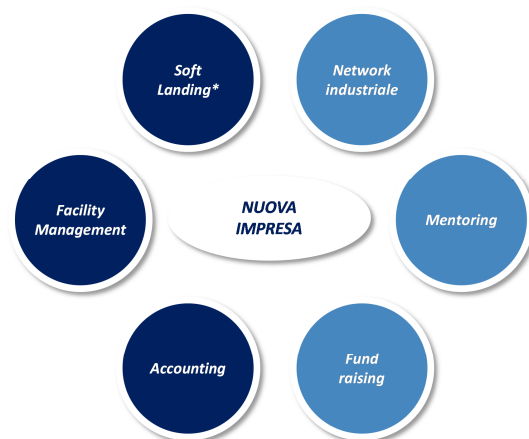 Soft
Landing*
Network
industriale
Facility
Management
NUOVA
IMPRESA
Mentoring
Accounting
Fund
raising